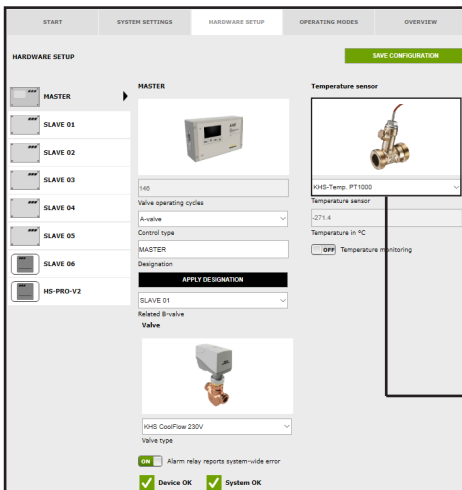 START
SYSTEM SETTINGS
HARDWARE SETUP
OPERATING MODES
OVERVIEW
HARDWARE SETUP
SAVE CONFIGURATION
MASTER
SLAVE 01
SLAVE 02
SLAVE 03
SLAVE 04
SLAVE 05
SLAVE 06
HS-PRO-V2
MASTER
146
Valve operating cycles
A-valve
Control type
MASTER
Designation
APPLY DESIGNATION
SLAVE 01
Related B-valve
Valve
KHS CoolFlow 230V
Valve type
ON Alarm relay reports system-wide error
Device OK System OK
Temperature sensor
KHS-Temp. PT1000
Temperature sensor
-271.4
Temperature in °C
OFF Temperature monitoring